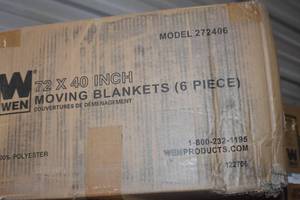 MODEL 272406
W
WEN
72 X 40 INCH
MOVING BLANKETS (6 PIECE)
COUVERTURES DE DÉMÉNAGEMENT
1-800-232-1195
WENPRODUCTS.COM
POLYESTER
122706